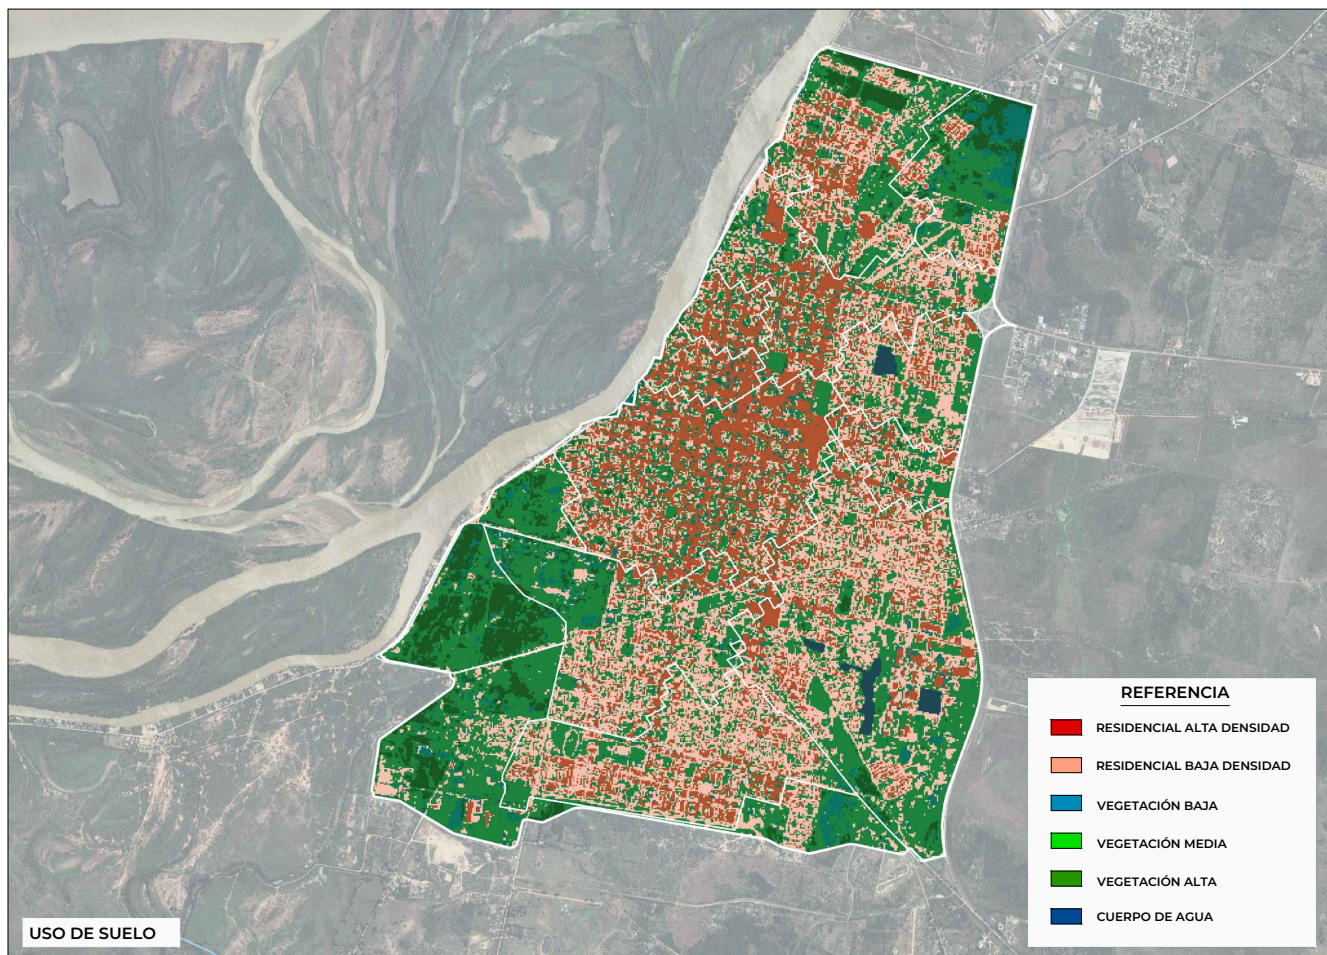 REFERENCIA
RESIDENCIAL ALTA DENSIDAD
RESIDENCIAL BAJA DENSIDAD
VEGETACIÓN BAJA
VEGETACIÓN MEDIA
VEGETACIÓN ALTA
CUERPO DE AGUA
USO DE SUELO